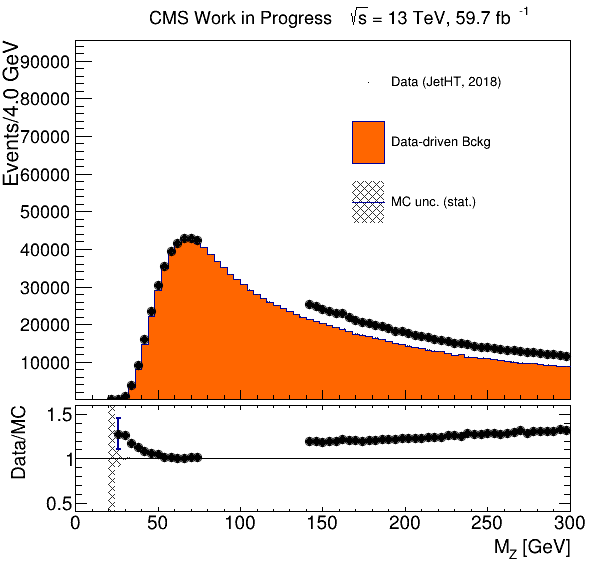 CMS Work in Progress √s = 13 TeV, 59.7 fb⁻¹
Events/4.0 GeV
90000
80000
70000
60000
50000
40000
30000
20000
10000
Data (JetHT, 2018)
Data-driven Bckg
MC unc. (stat.)
Data/MC
1.5
1
0.5
0 50 100 150 200 250 300
M_Z [GeV]